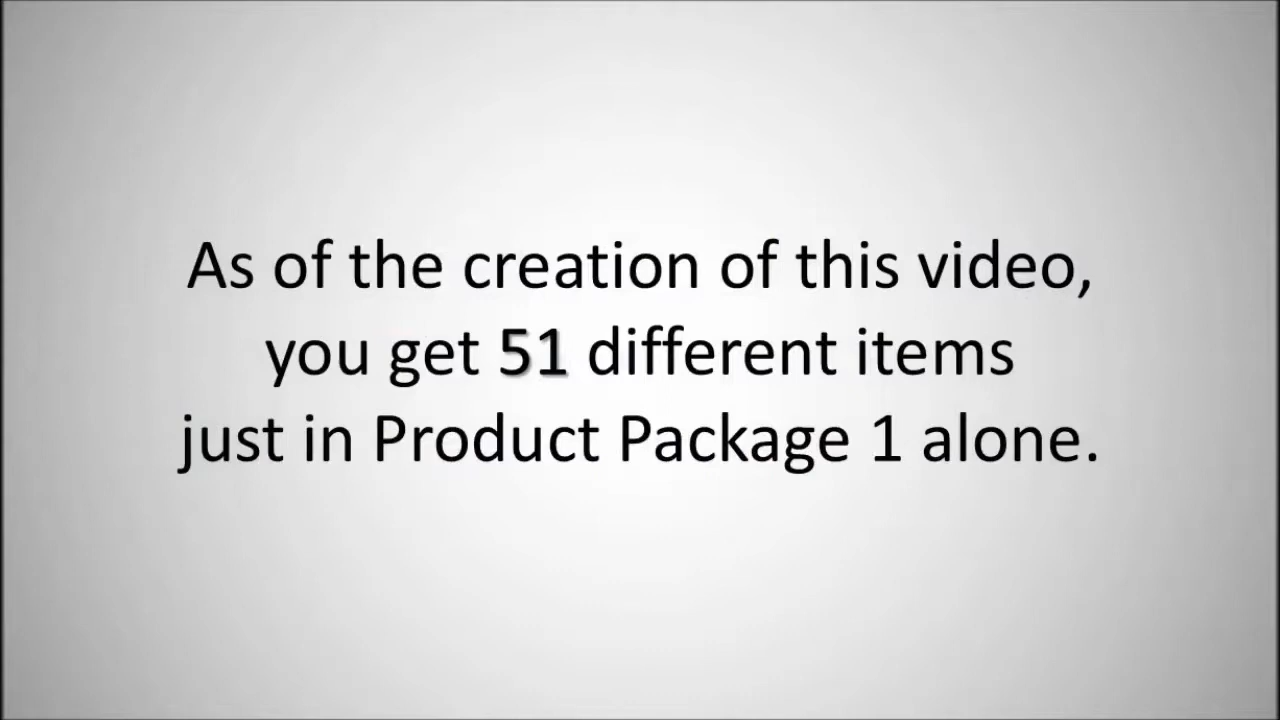 As of the creation of this video,
you get 51 different items
just in Product Package 1 alone.